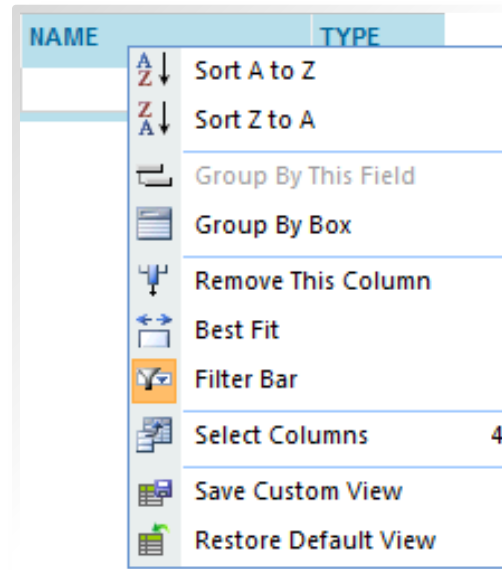 NAME TYPE
Sort A to Z
Sort Z to A
Group By This Field
Group By Box
Remove This Column
Best Fit
Filter Bar
Select Columns 4
Save Custom View
Restore Default View